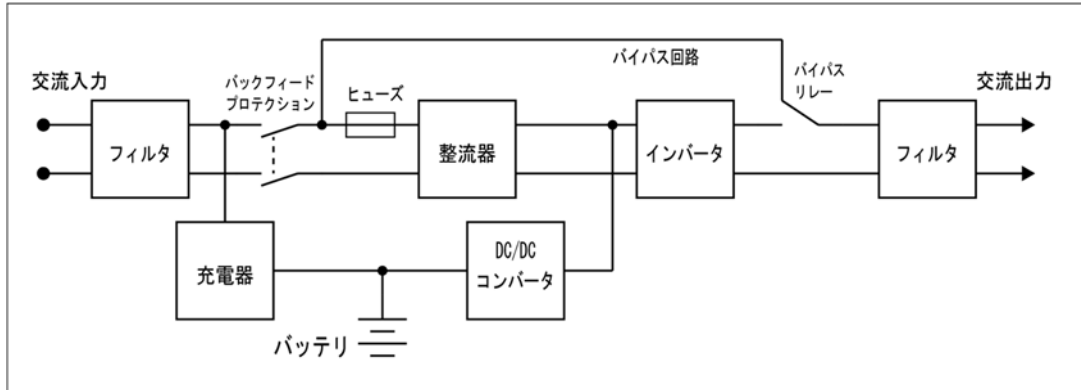 バイパス回路
交流入力
バックフィード
プロテクション
ヒューズ
バイパス
リレー
交流出力
フィルタ
整流器
インバータ
フィルタ
充電器
DC/DC
コンバータ
バッテリ